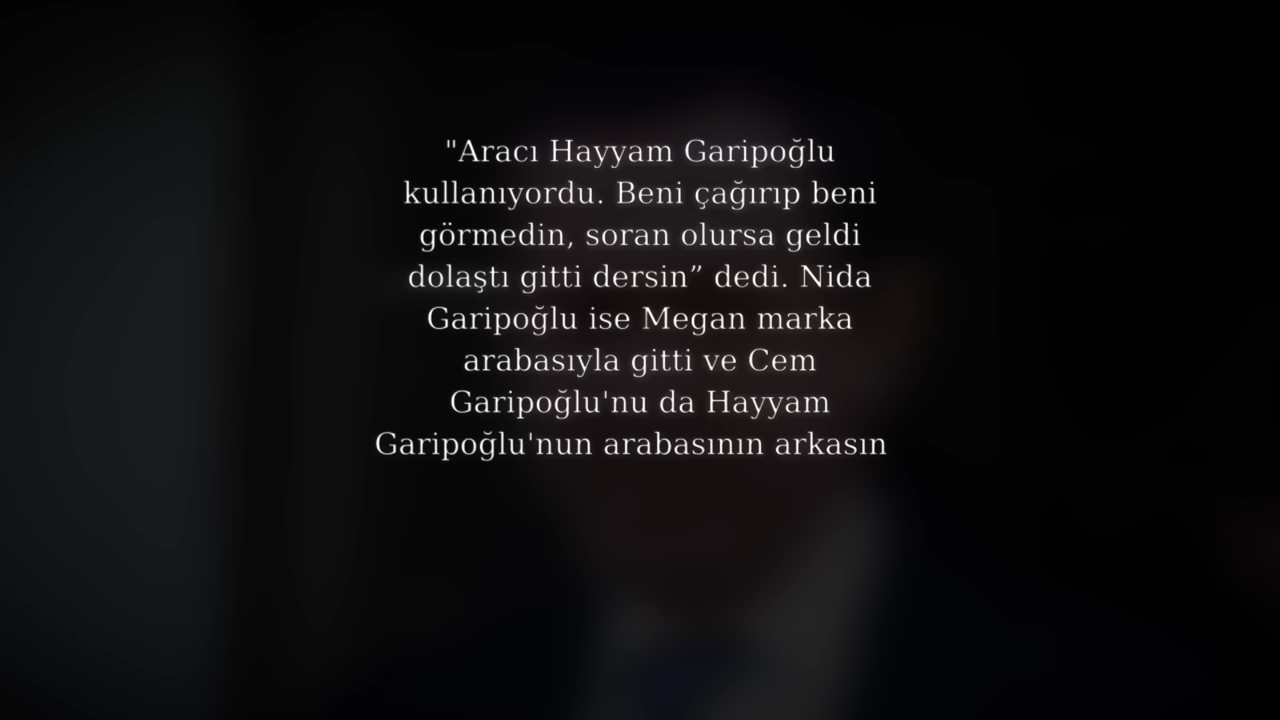 "Aracı Hayyam Garipoğlu
kullanıyordu. Beni çağırıp beni
görmedin, soran olursa geldi
dolaştı gitti dersin” dedi. Nida
Garipoğlu ise Megan marka
arabasıyla gitti ve Cem
Garipoğlu'nu da Hayyam
Garipoğlu'nun arabasının arkasın